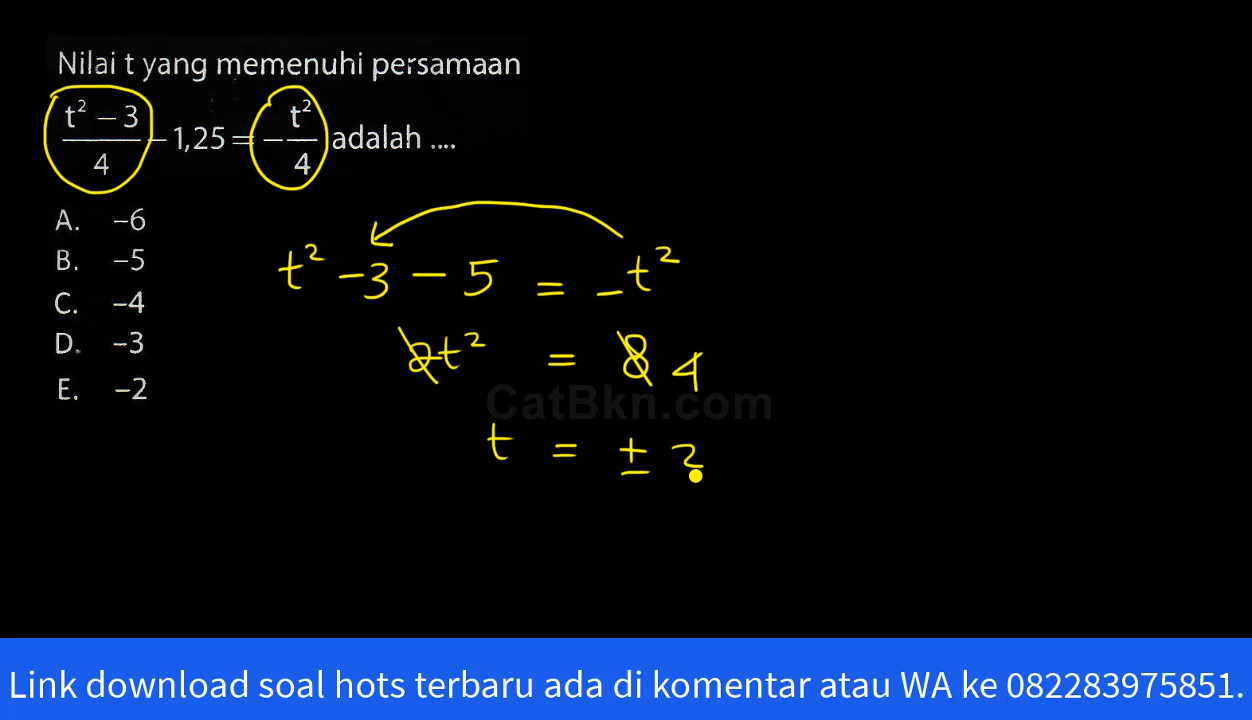 Nilai t yang memenuhi persamaan
t² – 3 / 4 – 1,25 = – t² / 4 adalah ....
A. –6
B. –5
C. –4
D. –3
E. –2
t² – 3 – 5 = – t²
2t² = 8 4
CatBkn.com
t = ± 2
Link download soal hots terbaru ada di komentar atau WA ke 082283975851.